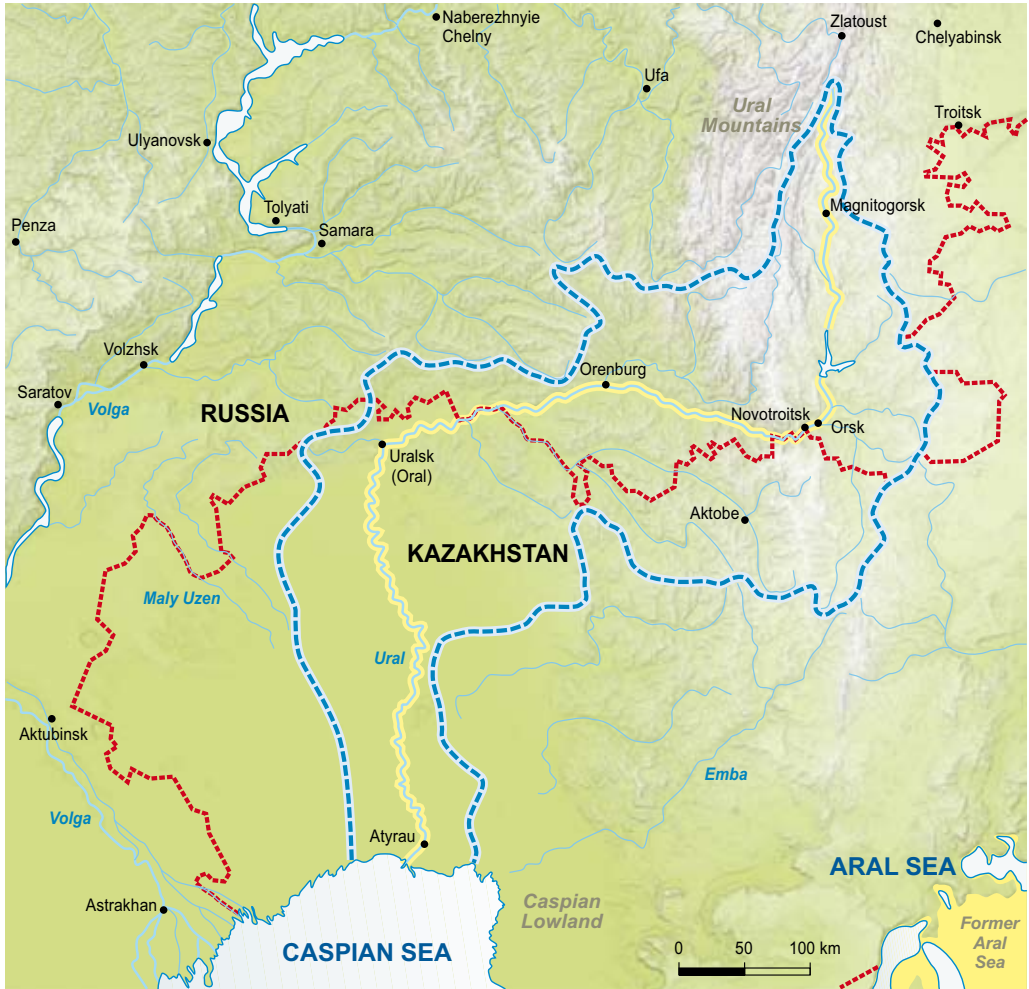 Naberezhnyie
Chelny
Zlatoust
Chelyabinsk
Ufa
Ural
Mountains
Troitsk
Ulyanovsk
Tolyati
Samara
Penza
Magnitogorsk
Volzhsk
Orenburg
Saratov
Volga
RUSSIA
Novotroitsk
Orsk
Uralsk
(Oral)
Aktobe
KAZAKHSTAN
Maly Uzen
Ural
Aktubinsk
Emba
Volga
Atyrau
ARAL SEA
Astrakhan
Caspian
Lowland
Former
Aral
Sea
CASPIAN SEA
0 50 100 km